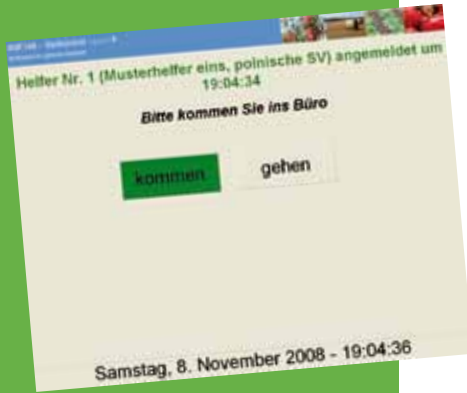 Helfer Nr. 1 (Musterhelfer eins, polnische SV) angemeldet um
19:04:34
Bitte kommen Sie ins Büro
kommen
gehen
Samstag, 8. November 2008 - 19:04:36